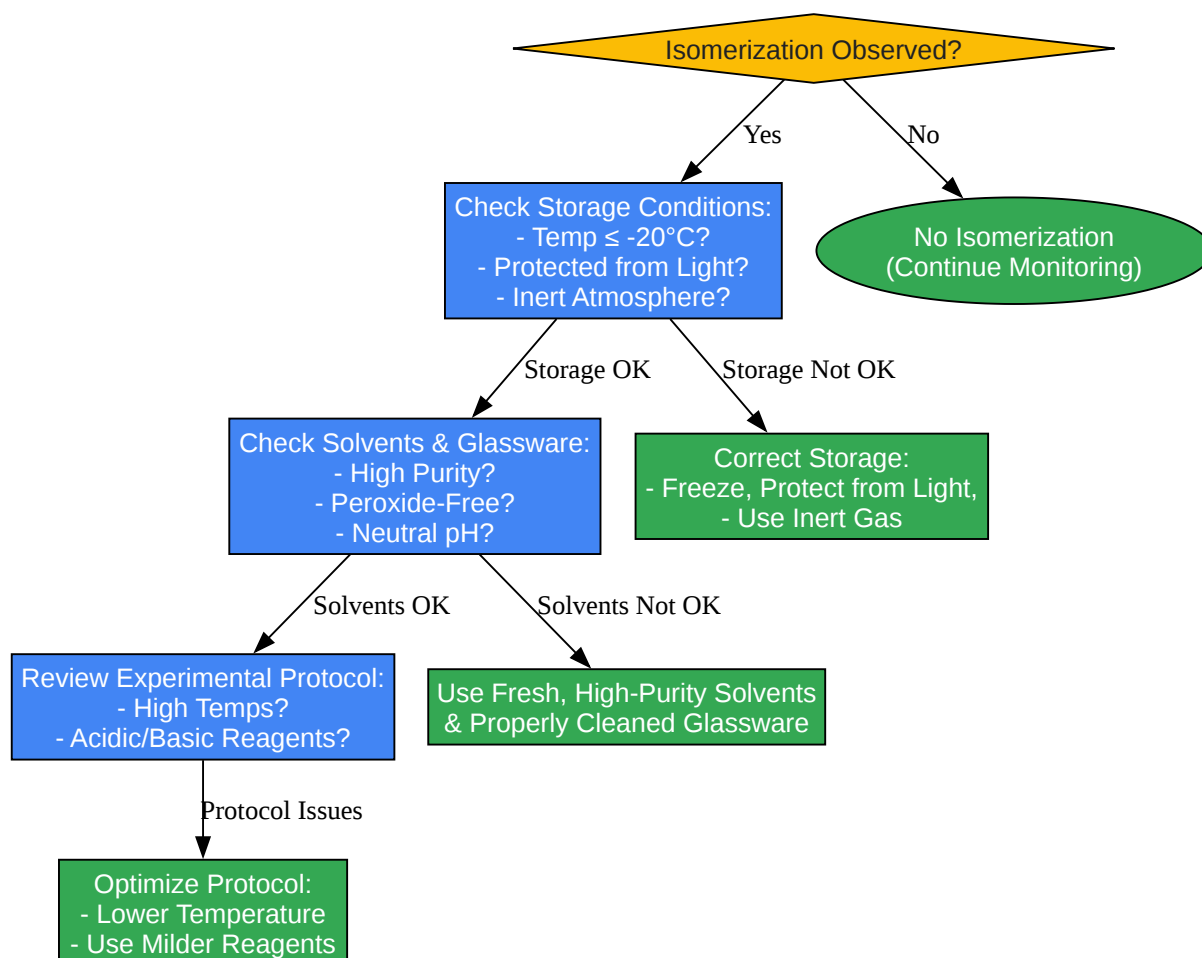 Isomerization Observed?
Yes
No
Check Storage Conditions:
- Temp ≤ -20°C?
- Protected from Light?
- Inert Atmosphere?
No Isomerization
(Continue Monitoring)
Storage OK
Storage Not OK
Check Solvents & Glassware:
- High Purity?
- Peroxide-Free?
- Neutral pH?
Correct Storage:
- Freeze, Protect from Light,
- Use Inert Gas
Solvents OK
Solvents Not OK
Review Experimental Protocol:
- High Temps?
- Acidic/Basic Reagents?
Use Fresh, High-Purity Solvents
& Properly Cleaned Glassware
Protocol Issues
Optimize Protocol:
- Lower Temperature
- Use Milder Reagents